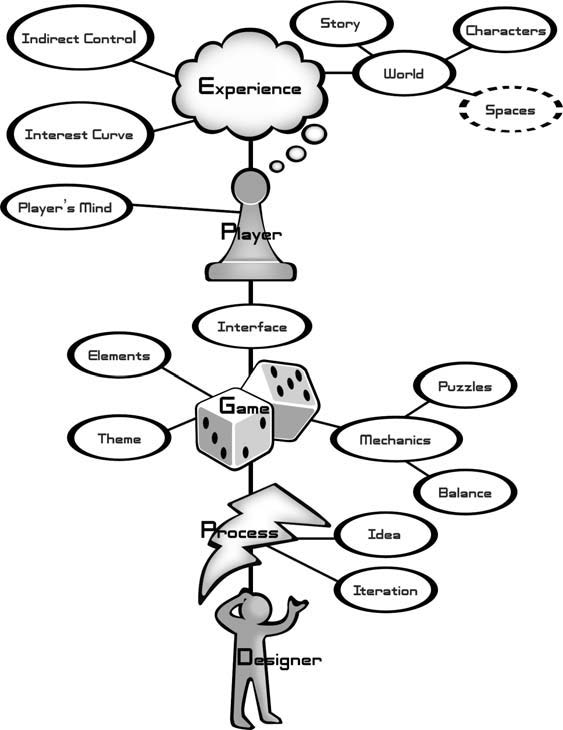 Story
Indirect Control
Characters
World
Experience
Spaces
Interest Curve
Player's Mind
Player
Interface
Elements
Puzzles
Game
Theme
Mechanics
Balance
Process
Idea
Iteration
Designer